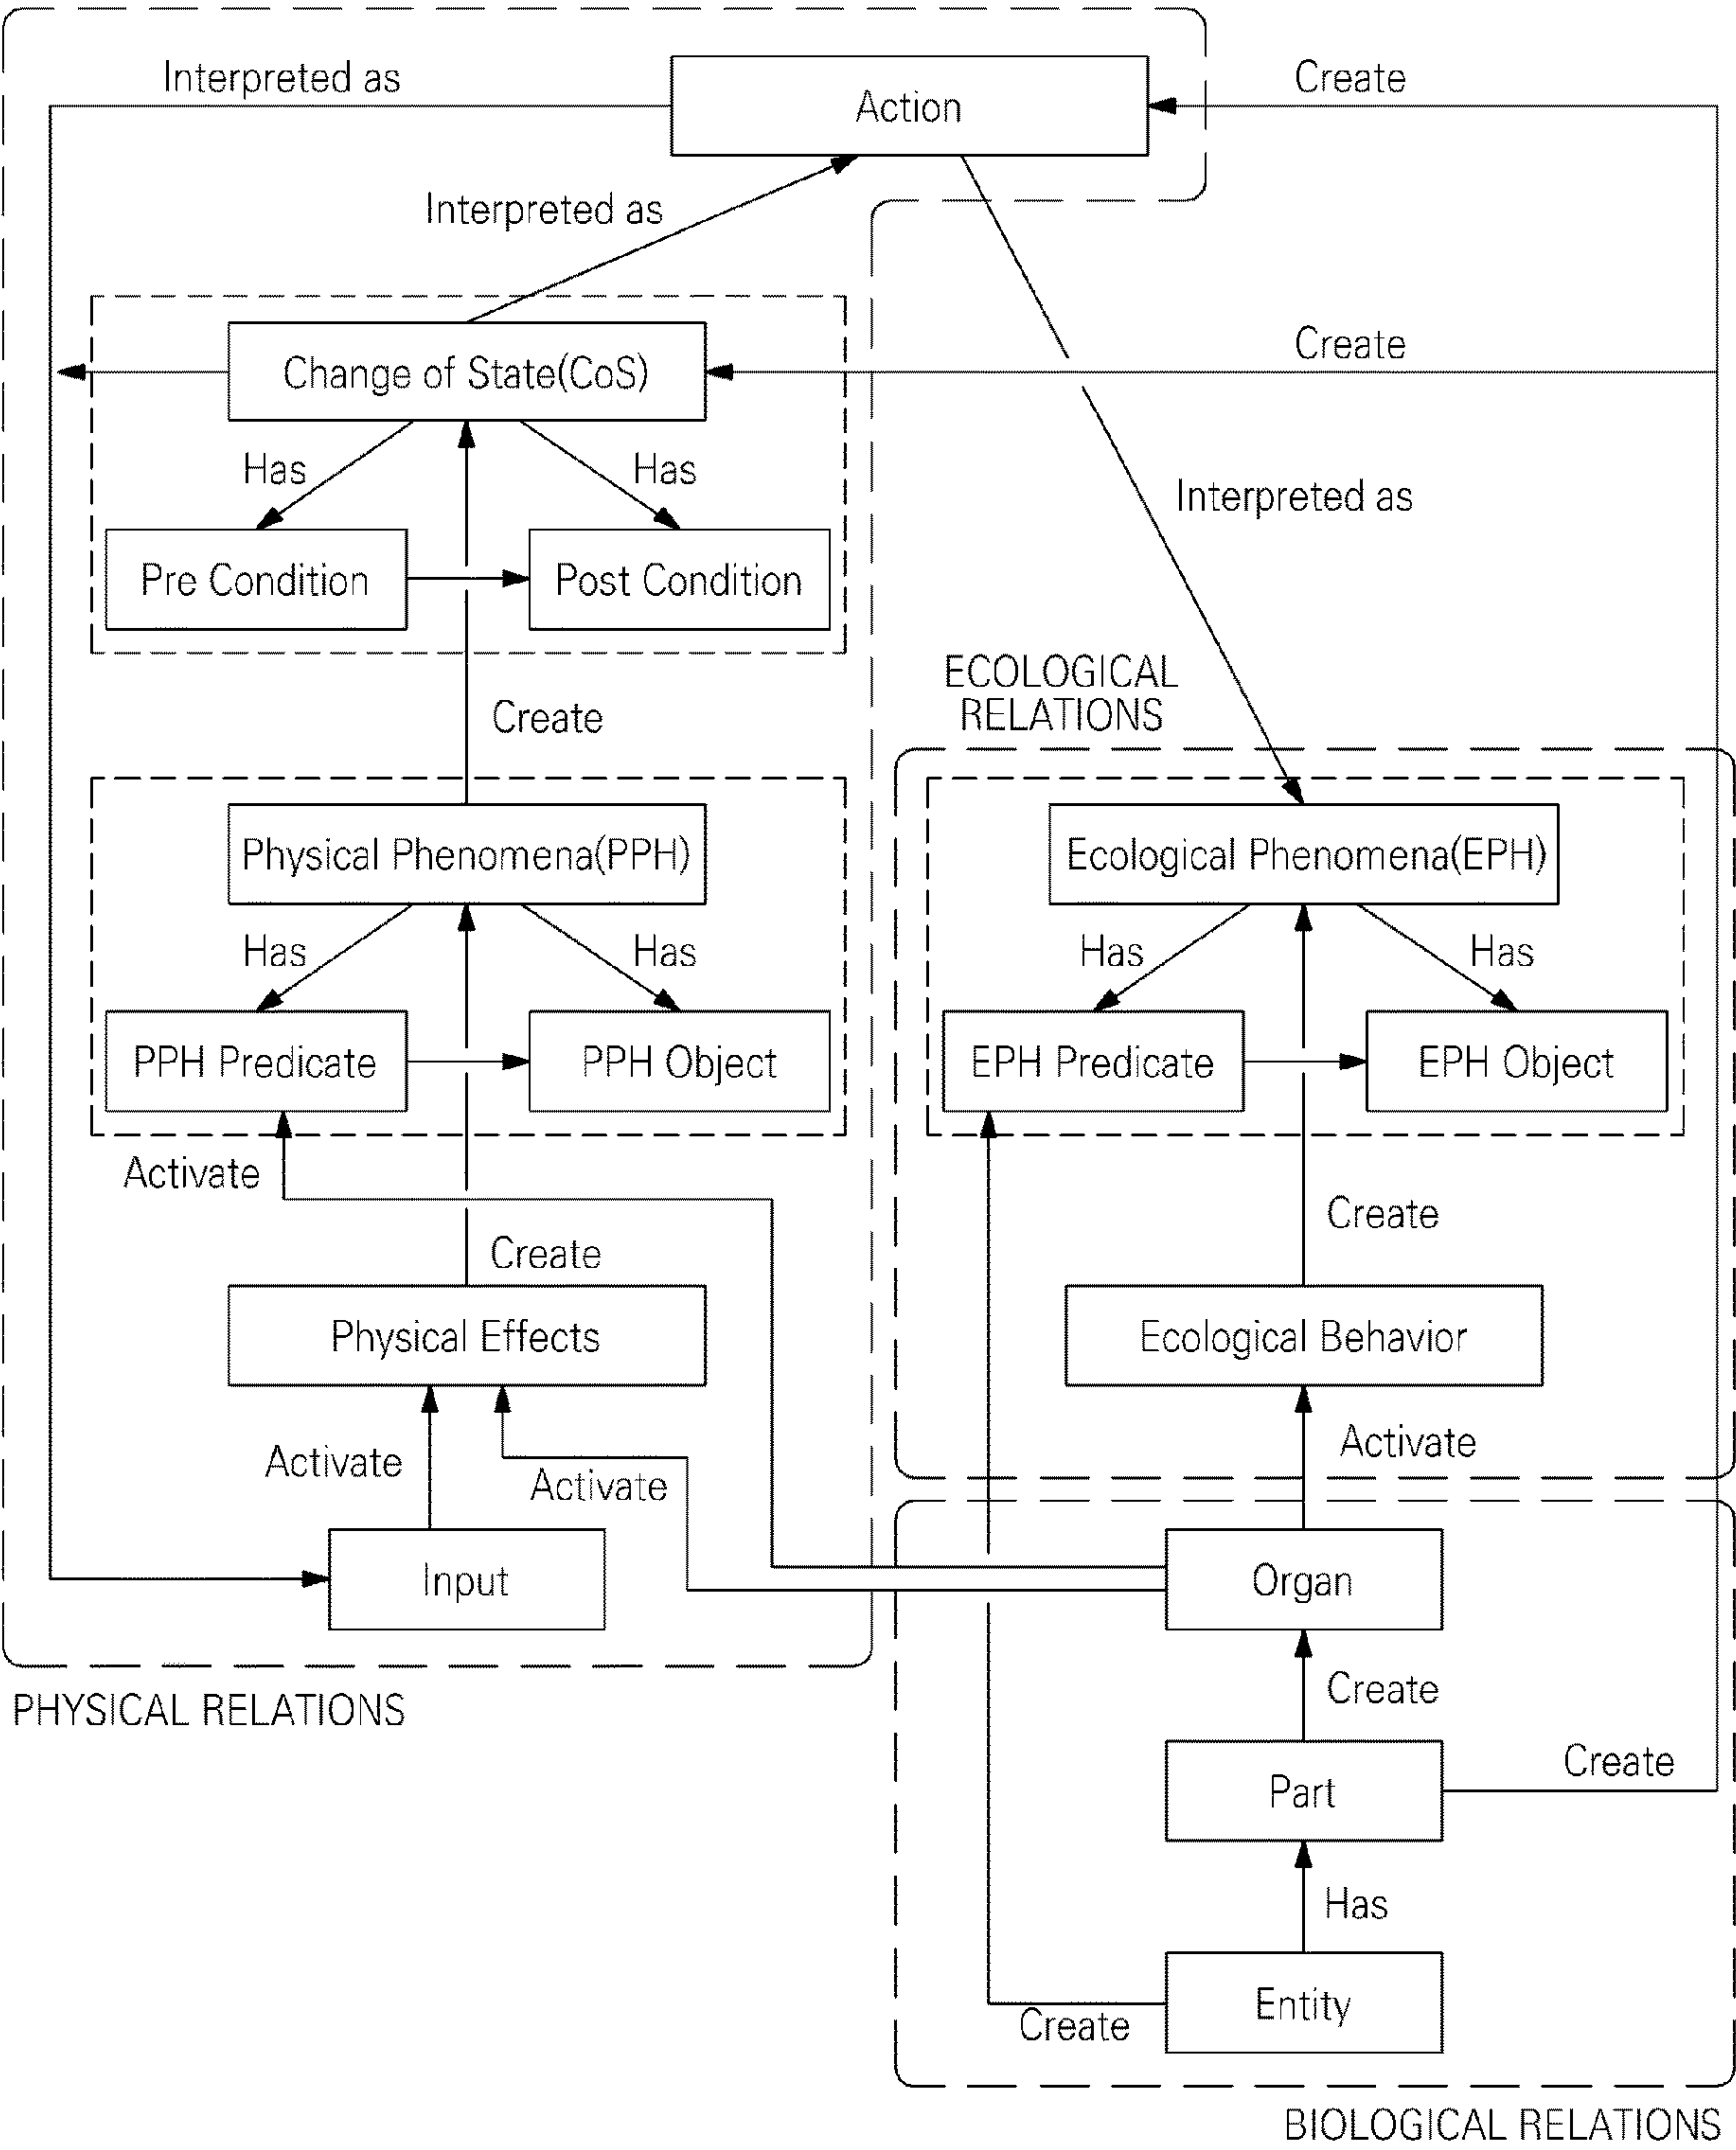 Interpreted as
Action
Create
Interpreted as
Change of State(CoS)
Create
Has
Has
Interpreted as
Pre Condition
Post Condition
ECOLOGICAL
RELATIONS
Create
Physical Phenomena(PPH)
Ecological Phenomena(EPH)
Has
Has
Has
Has
PPH Predicate
PPH Object
EPH Predicate
EPH Object
Activate
Create
Create
Physical Effects
Ecological Behavior
Activate
Activate
Activate
Input
Organ
PHYSICAL RELATIONS
Create
Part
Create
Has
Entity
Create
BIOLOGICAL RELATIONS